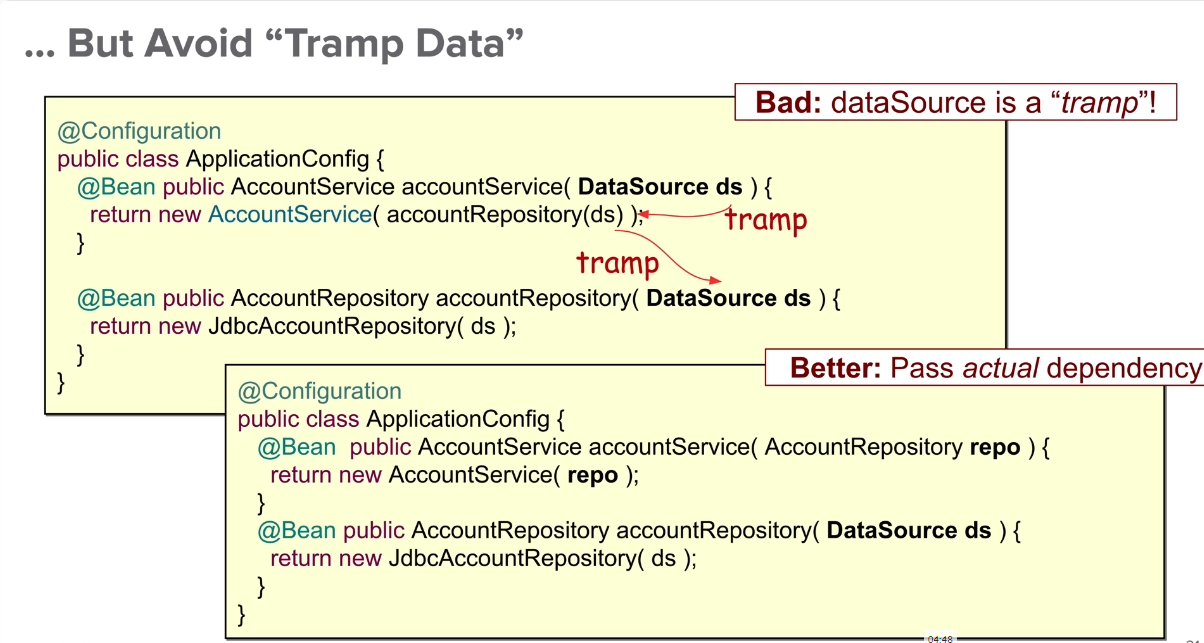 ... But Avoid “Tramp Data”
Bad: dataSource is a “tramp”!
@Configuration
public class ApplicationConfig {
@Bean public AccountService accountService( DataSource ds ) {
return new AccountService( accountRepository(ds) );
tramp
}
tramp
@Bean public AccountRepository accountRepository( DataSource ds ) {
return new JdbcAccountRepository( ds );
}
}
Better: Pass actual dependency
@Configuration
public class ApplicationConfig {
@Bean public AccountService accountService( AccountRepository repo ) {
return new AccountService( repo );
}
@Bean public AccountRepository accountRepository( DataSource ds ) {
return new JdbcAccountRepository( ds );
}
}
04:48